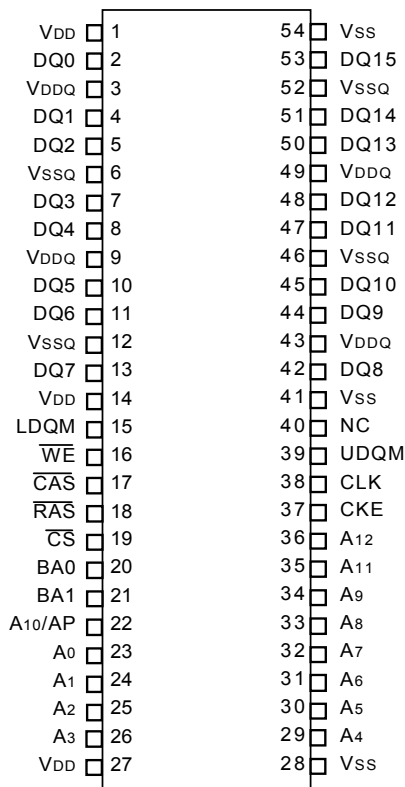 VDD 1 54 VSS
DQ0 2 53 DQ15
VDDQ 3 52 VSSQ
DQ1 4 51 DQ14
DQ2 5 50 DQ13
VSSQ 6 49 VDDQ
DQ3 7 48 DQ12
DQ4 8 47 DQ11
VDDQ 9 46 VSSQ
DQ5 10 45 DQ10
DQ6 11 44 DQ9
VSSQ 12 43 VDDQ
DQ7 13 42 DQ8
VDD 14 41 VSS
LDQM 15 40 NC
W̅E̅ 16 39 UDQM
C̅A̅S̅ 17 38 CLK
R̅A̅S̅ 18 37 CKE
C̅S̅ 19 36 A12
BA0 20 35 A11
BA1 21 34 A9
A10/AP 22 33 A8
A0 23 32 A7
A1 24 31 A6
A2 25 30 A5
A3 26 29 A4
VDD 27 28 VSS